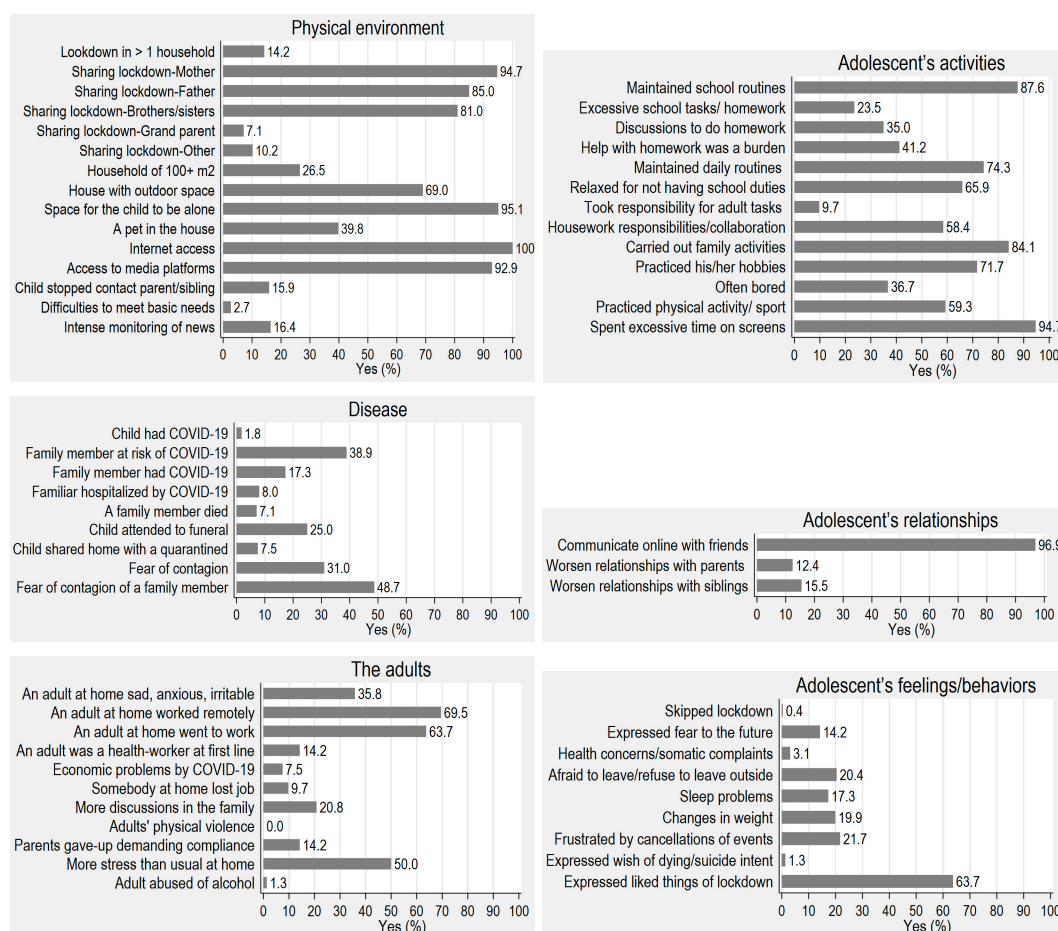 Physical environment
Lookdown in > 1 household 14.2
Sharing lockdown-Mother 94.7
Sharing lockdown-Father 85.0
Sharing lockdown-Brothers/sisters 81.0
Sharing lockdown-Grand parent 7.1
Sharing lockdown-Other 10.2
Household of 100+ m2 26.5
House with outdoor space 69.0
Space for the child to be alone 95.1
A pet in the house 39.8
Internet access 100
Access to media platforms 92.9
Child stopped contact parent/sibling 15.9
Difficulties to meet basic needs 2.7
Intense monitoring of news 16.4
0 10 20 30 40 50 60 70 80 90 100
Yes (%)
Adolescent's activities
Maintained school routines 87.6
Excessive school tasks/ homework 23.5
Discussions to do homework 35.0
Help with homework was a burden 41.2
Maintained daily routines 74.3
Relaxed for not having school duties 65.9
Took responsibility for adult tasks 9.7
Housework responsibilities/collaboration 58.4
Carried out family activities 84.1
Practiced his/her hobbies 71.7
Often bored 36.7
Practiced physical activity/ sport 59.3
Spent excessive time on screens 94.7
0 10 20 30 40 50 60 70 80 90 100
Yes (%)
Disease
Child had COVID-19 1.8
Family member at risk of COVID-19 38.9
Family member had COVID-19 17.3
Familiar hospitalized by COVID-19 8.0
A family member died 7.1
Child attended to funeral 25.0
Child shared home with a quarantined 7.5
Fear of contagion 31.0
Fear of contagion of a family member 48.7
0 10 20 30 40 50 60 70 80 90 100
Yes (%)
Adolescent's relationships
Communicate online with friends 96.9
Worsen relationships with parents 12.4
Worsen relationships with siblings 15.5
0 10 20 30 40 50 60 70 80 90 100
Yes (%)
The adults
An adult at home sad, anxious, irritable 35.8
An adult at home worked remotely 69.5
An adult at home went to work 63.7
An adult was a health-worker at first line 14.2
Economic problems by COVID-19 7.5
Somebody at home lost job 9.7
More discussions in the family 20.8
Adults' physical violence 0.0
Parents gave-up demanding compliance 14.2
More stress than usual at home 50.0
Adult abused of alcohol 1.3
0 10 20 30 40 50 60 70 80 90 100
Yes (%)
Adolescent's feelings/behaviors
Skipped lockdown 0.4
Expressed fear to the future 14.2
Health concerns/somatic complaints 3.1
Afraid to leave/refuse to leave outside 20.4
Sleep problems 17.3
Changes in weight 19.9
Frustrated by cancellations of events 21.7
Expressed wish of dying/suicide intent 1.3
Expressed liked things of lockdown 63.7
0 10 20 30 40 50 60 70 80 90 100
Yes (%)